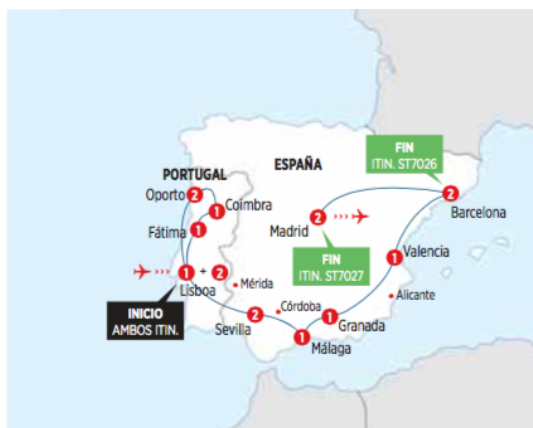 FIN
ITIN. ST7026
PORTUGAL
ESPAÑA
Oporto 2
1 Coimbra
2 Barcelona
Fátima 1
Madrid 2
FIN
ITIN. ST7027
1 Valencia
1 + 2
Lisboa
Mérida
Alicante
INICIO
AMBOS ITIN.
Córdoba
Sevilla 2
1 Granada
1
Málaga